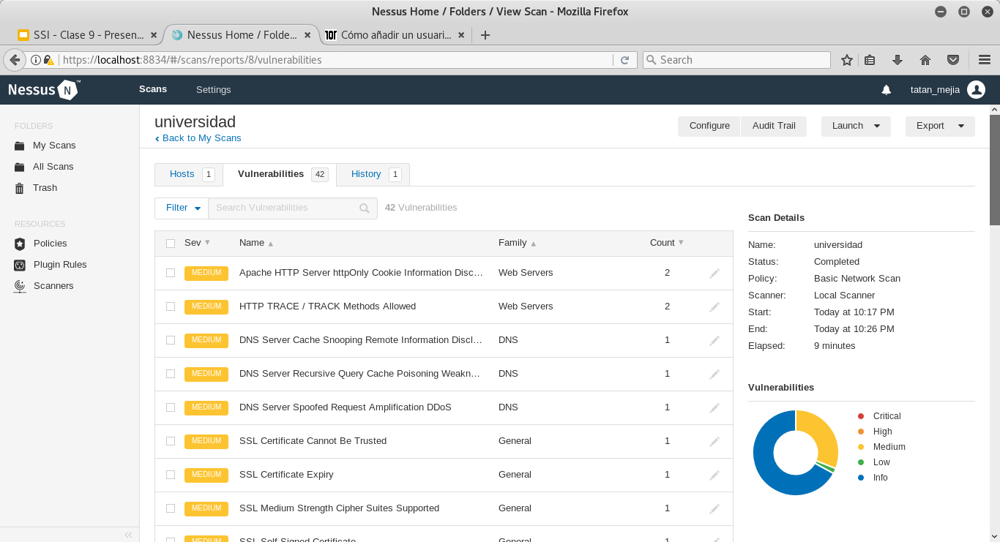 Nessus Home / Folders / View Scan - Mozilla Firefox
SSI - Clase 9 - Presen... × Nessus Home / Folde... × Cómo añadir un usuari... × +
https://localhost:8834/#/scans/reports/8/vulnerabilities Search
Nessus N ™ Scans Settings tatan_mejia
FOLDERS
My Scans
All Scans
Trash
RESOURCES
Policies
Plugin Rules
Scanners
universidad
Back to My Scans
Configure Audit Trail Launch Export
Hosts 1 Vulnerabilities 42 History 1
Filter Search Vulnerabilities 42 Vulnerabilities
Sev Name Family Count
MEDIUM Apache HTTP Server httpOnly Cookie Information Disc… Web Servers 2
MEDIUM HTTP TRACE / TRACK Methods Allowed Web Servers 2
MEDIUM DNS Server Cache Snooping Remote Information Discl… DNS 1
MEDIUM DNS Server Recursive Query Cache Poisoning Weakn… DNS 1
MEDIUM DNS Server Spoofed Request Amplification DDoS DNS 1
MEDIUM SSL Certificate Cannot Be Trusted General 1
MEDIUM SSL Certificate Expiry General 1
MEDIUM SSL Medium Strength Cipher Suites Supported General 1
MEDIUM SSL Self-Signed Certificate General 1
Scan Details
Name: universidad
Status: Completed
Policy: Basic Network Scan
Scanner: Local Scanner
Start: Today at 10:17 PM
End: Today at 10:26 PM
Elapsed: 9 minutes
Vulnerabilities
Critical
High
Medium
Low
Info